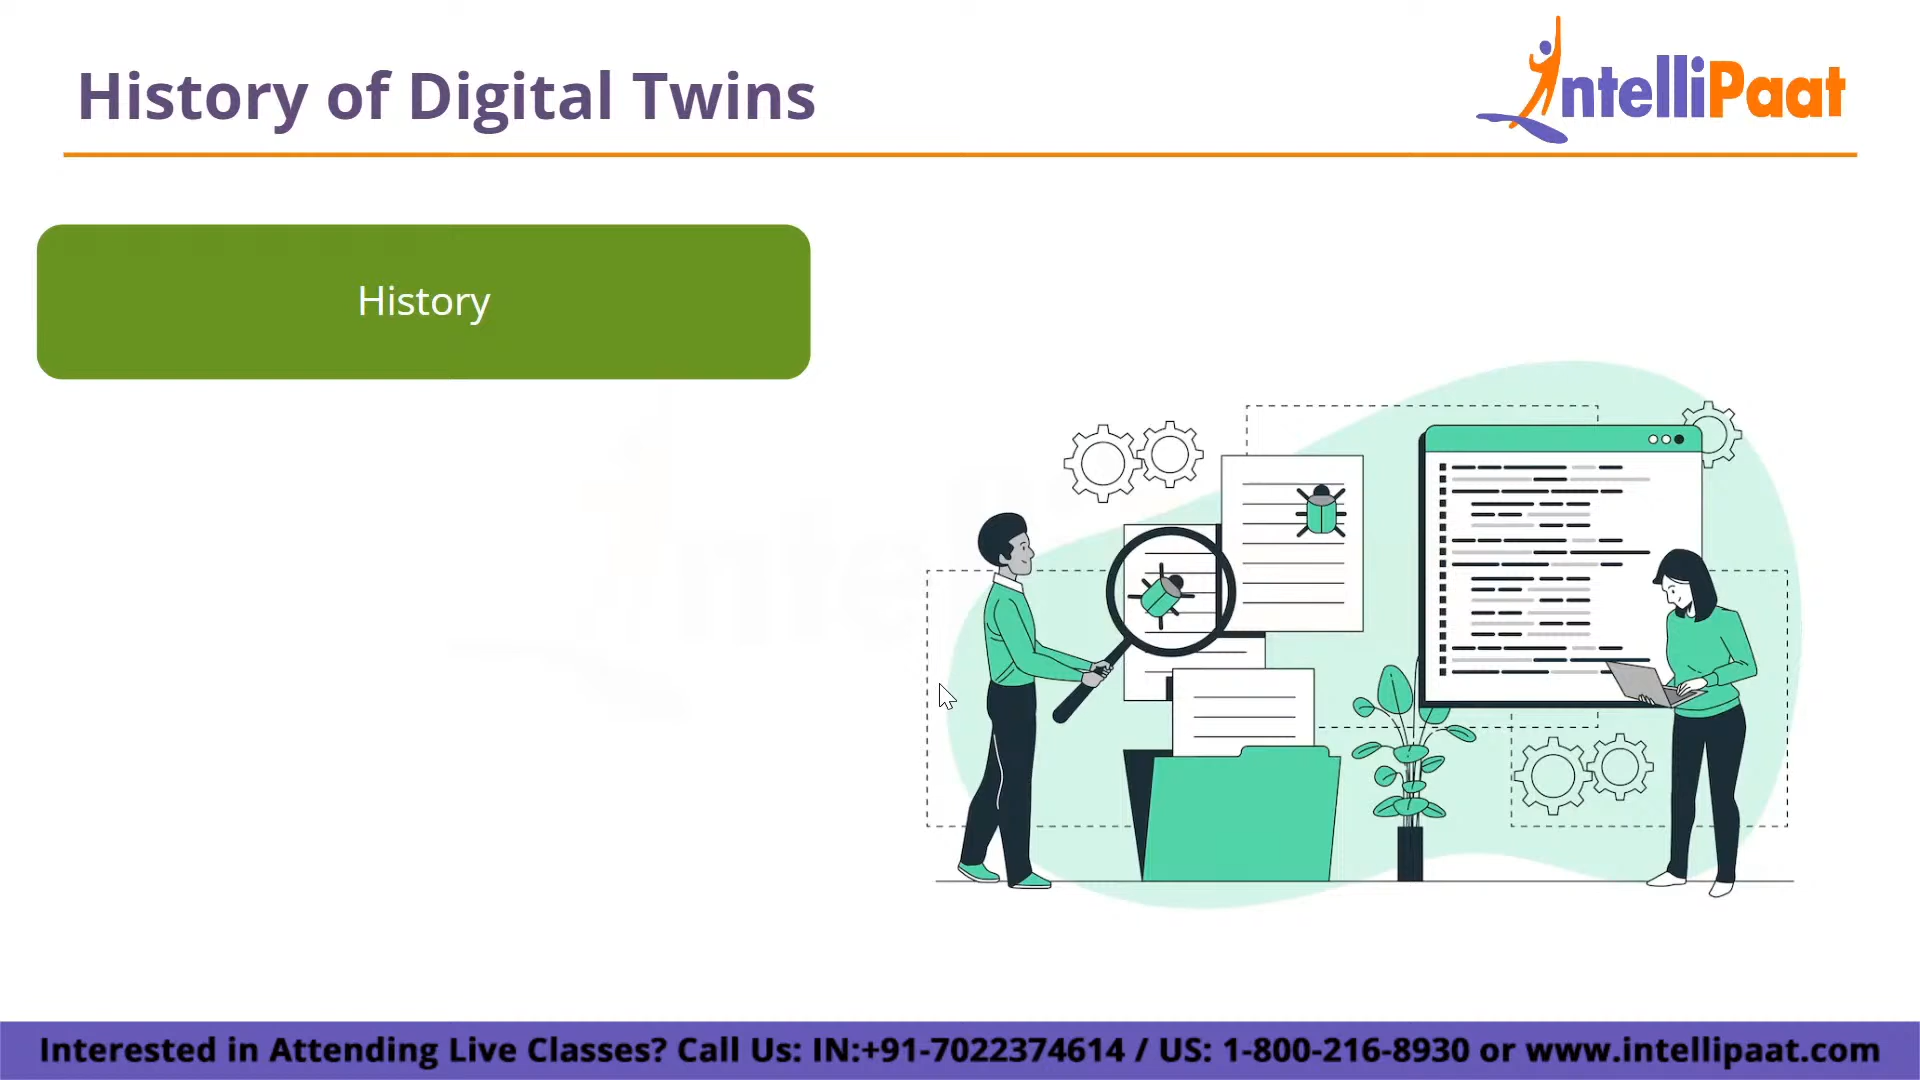 History of Digital Twins
IntelliPaat
History
Interested in Attending Live Classes? Call Us: IN:+91-7022374614 / US: 1-800-216-8930 or www.intellipaat.com